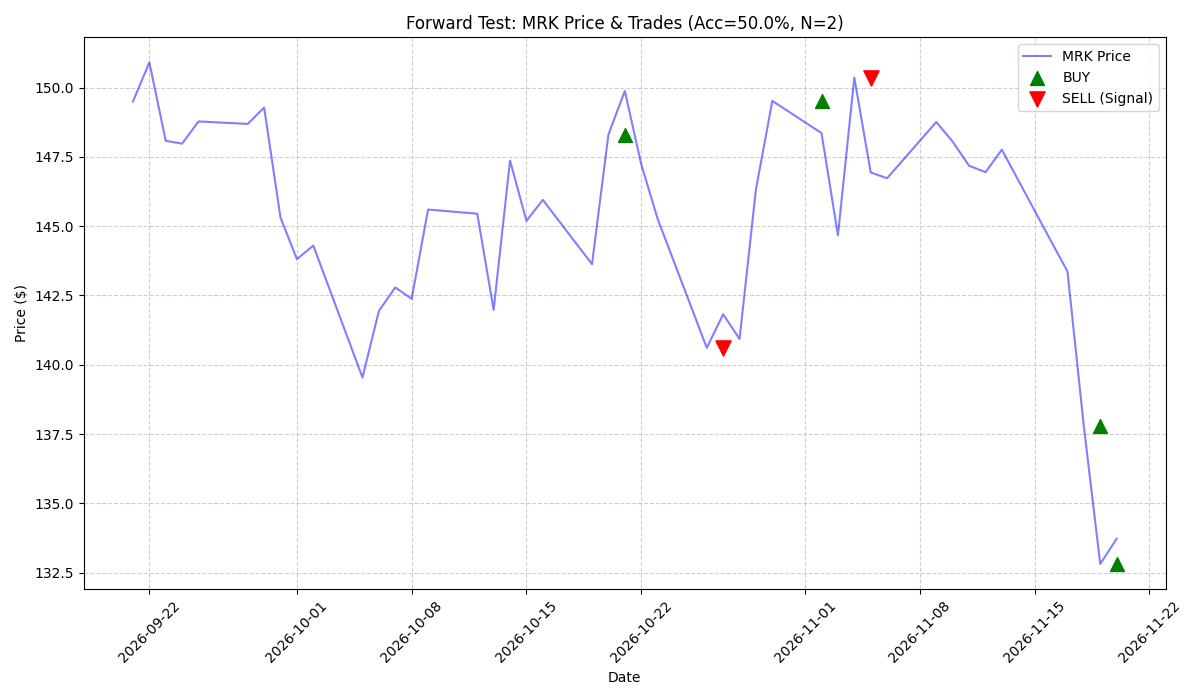 Forward Test: MRK Price & Trades (Acc=50.0%, N=2)
MRK Price
BUY
SELL (Signal)
Price ($)
150.0
147.5
145.0
142.5
140.0
137.5
135.0
132.5
2026-09-22
2026-10-01
2026-10-08
2026-10-15
2026-10-22
2026-11-01
2026-11-08
2026-11-15
2026-11-22
Date